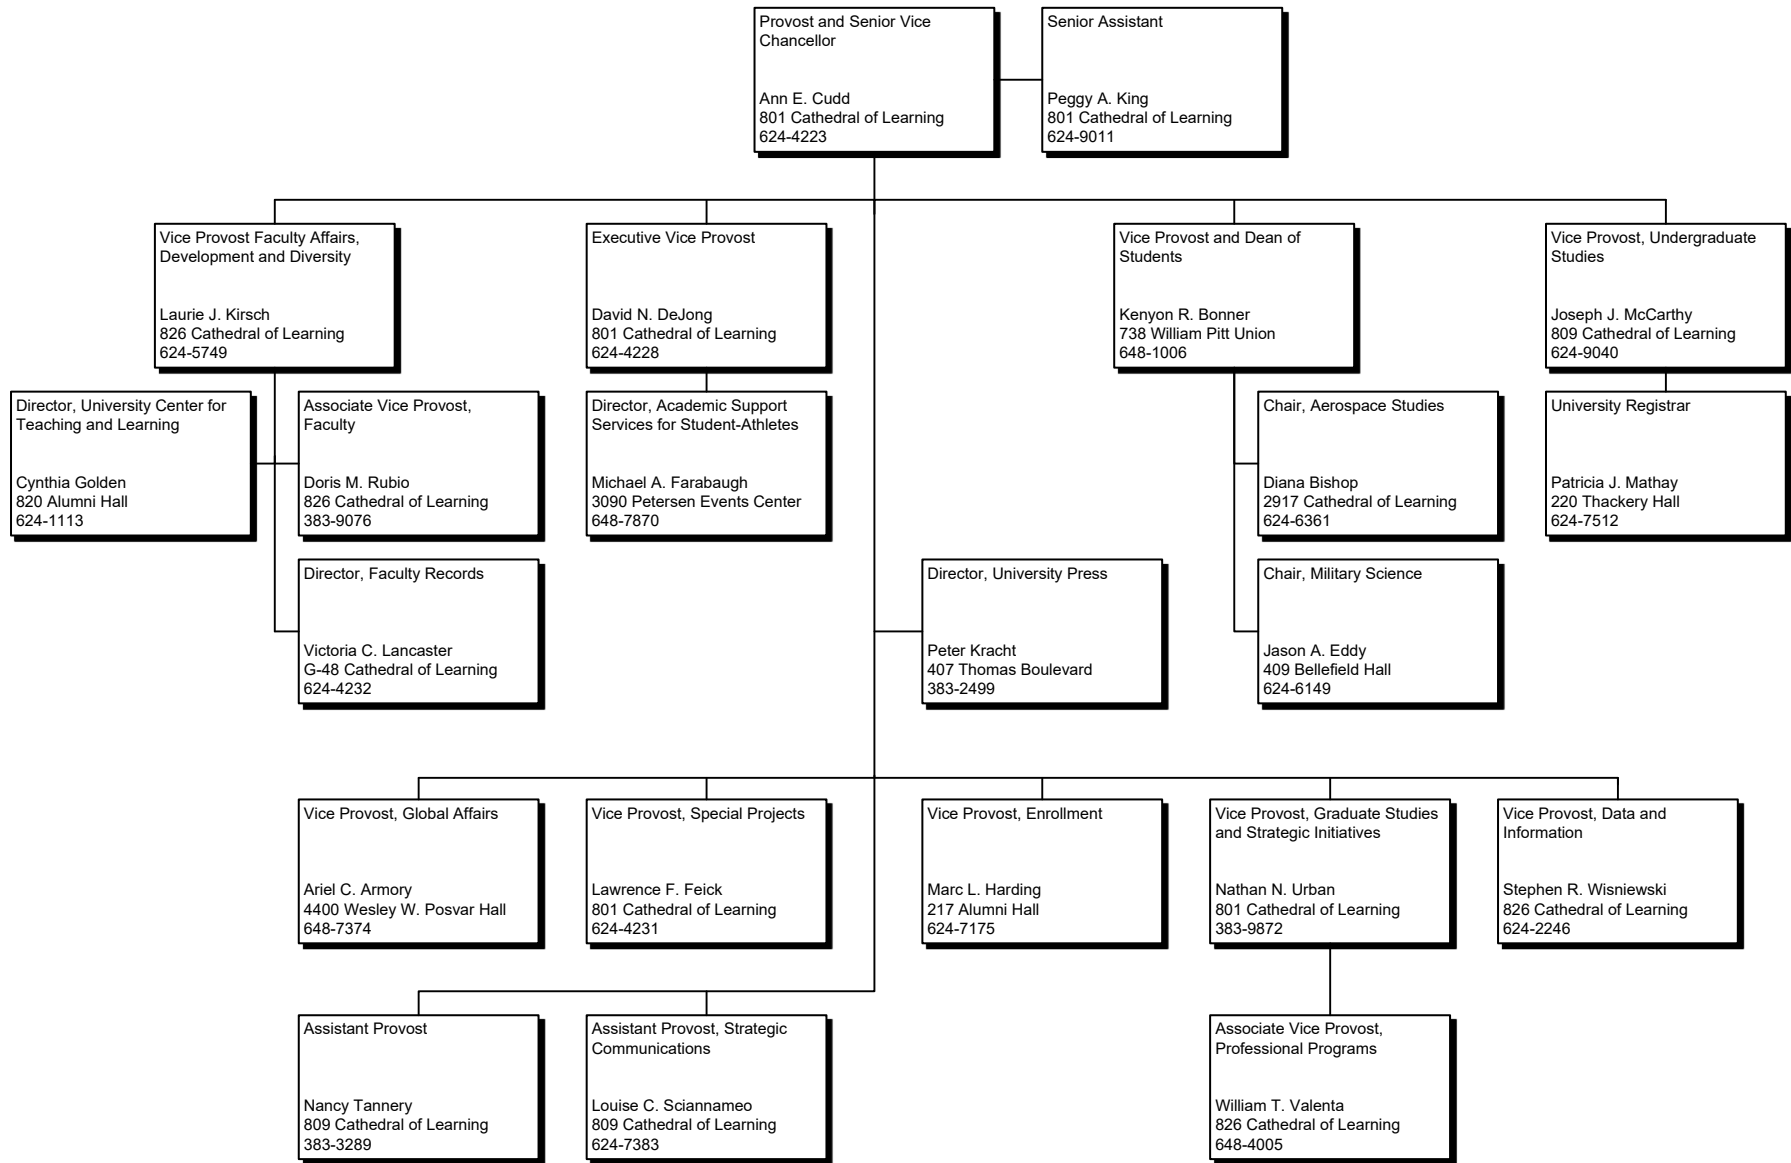 Provost and Senior Vice
Chancellor
Ann E. Cudd
801 Cathedral of Learning
624-4223
Senior Assistant
Peggy A. King
801 Cathedral of Learning
624-9011
Vice Provost Faculty Affairs,
Development and Diversity
Laurie J. Kirsch
826 Cathedral of Learning
624-5749
Executive Vice Provost
David N. DeJong
801 Cathedral of Learning
624-4228
Vice Provost and Dean of
Students
Kenyon R. Bonner
738 William Pitt Union
648-1006
Vice Provost, Undergraduate
Studies
Joseph J. McCarthy
809 Cathedral of Learning
624-9040
Director, University Center for
Teaching and Learning
Cynthia Golden
820 Alumni Hall
624-1113
Associate Vice Provost,
Faculty
Doris M. Rubio
826 Cathedral of Learning
383-9076
Director, Academic Support
Services for Student-Athletes
Michael A. Farabaugh
3090 Petersen Events Center
648-7870
Chair, Aerospace Studies
Diana Bishop
2917 Cathedral of Learning
624-6361
University Registrar
Patricia J. Mathay
220 Thackery Hall
624-7512
Director, Faculty Records
Victoria C. Lancaster
G-48 Cathedral of Learning
624-4232
Director, University Press
Peter Kracht
407 Thomas Boulevard
383-2499
Chair, Military Science
Jason A. Eddy
409 Bellefield Hall
624-6149
Vice Provost, Global Affairs
Ariel C. Armory
4400 Wesley W. Posvar Hall
648-7374
Vice Provost, Special Projects
Lawrence F. Feick
801 Cathedral of Learning
624-4231
Vice Provost, Enrollment
Marc L. Harding
217 Alumni Hall
624-7175
Vice Provost, Graduate Studies
and Strategic Initiatives
Nathan N. Urban
801 Cathedral of Learning
383-9872
Vice Provost, Data and
Information
Stephen R. Wisniewski
826 Cathedral of Learning
624-2246
Assistant Provost
Nancy Tannery
809 Cathedral of Learning
383-3289
Assistant Provost, Strategic
Communications
Louise C. Sciannameo
809 Cathedral of Learning
624-7383
Associate Vice Provost,
Professional Programs
William T. Valenta
826 Cathedral of Learning
648-4005